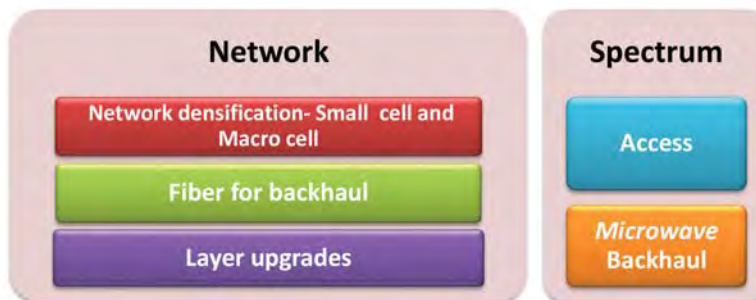 Network
Network densification- Small cell and
Macro cell
Fiber for backhaul
Layer upgrades
Spectrum
Access
Microwave
Backhaul